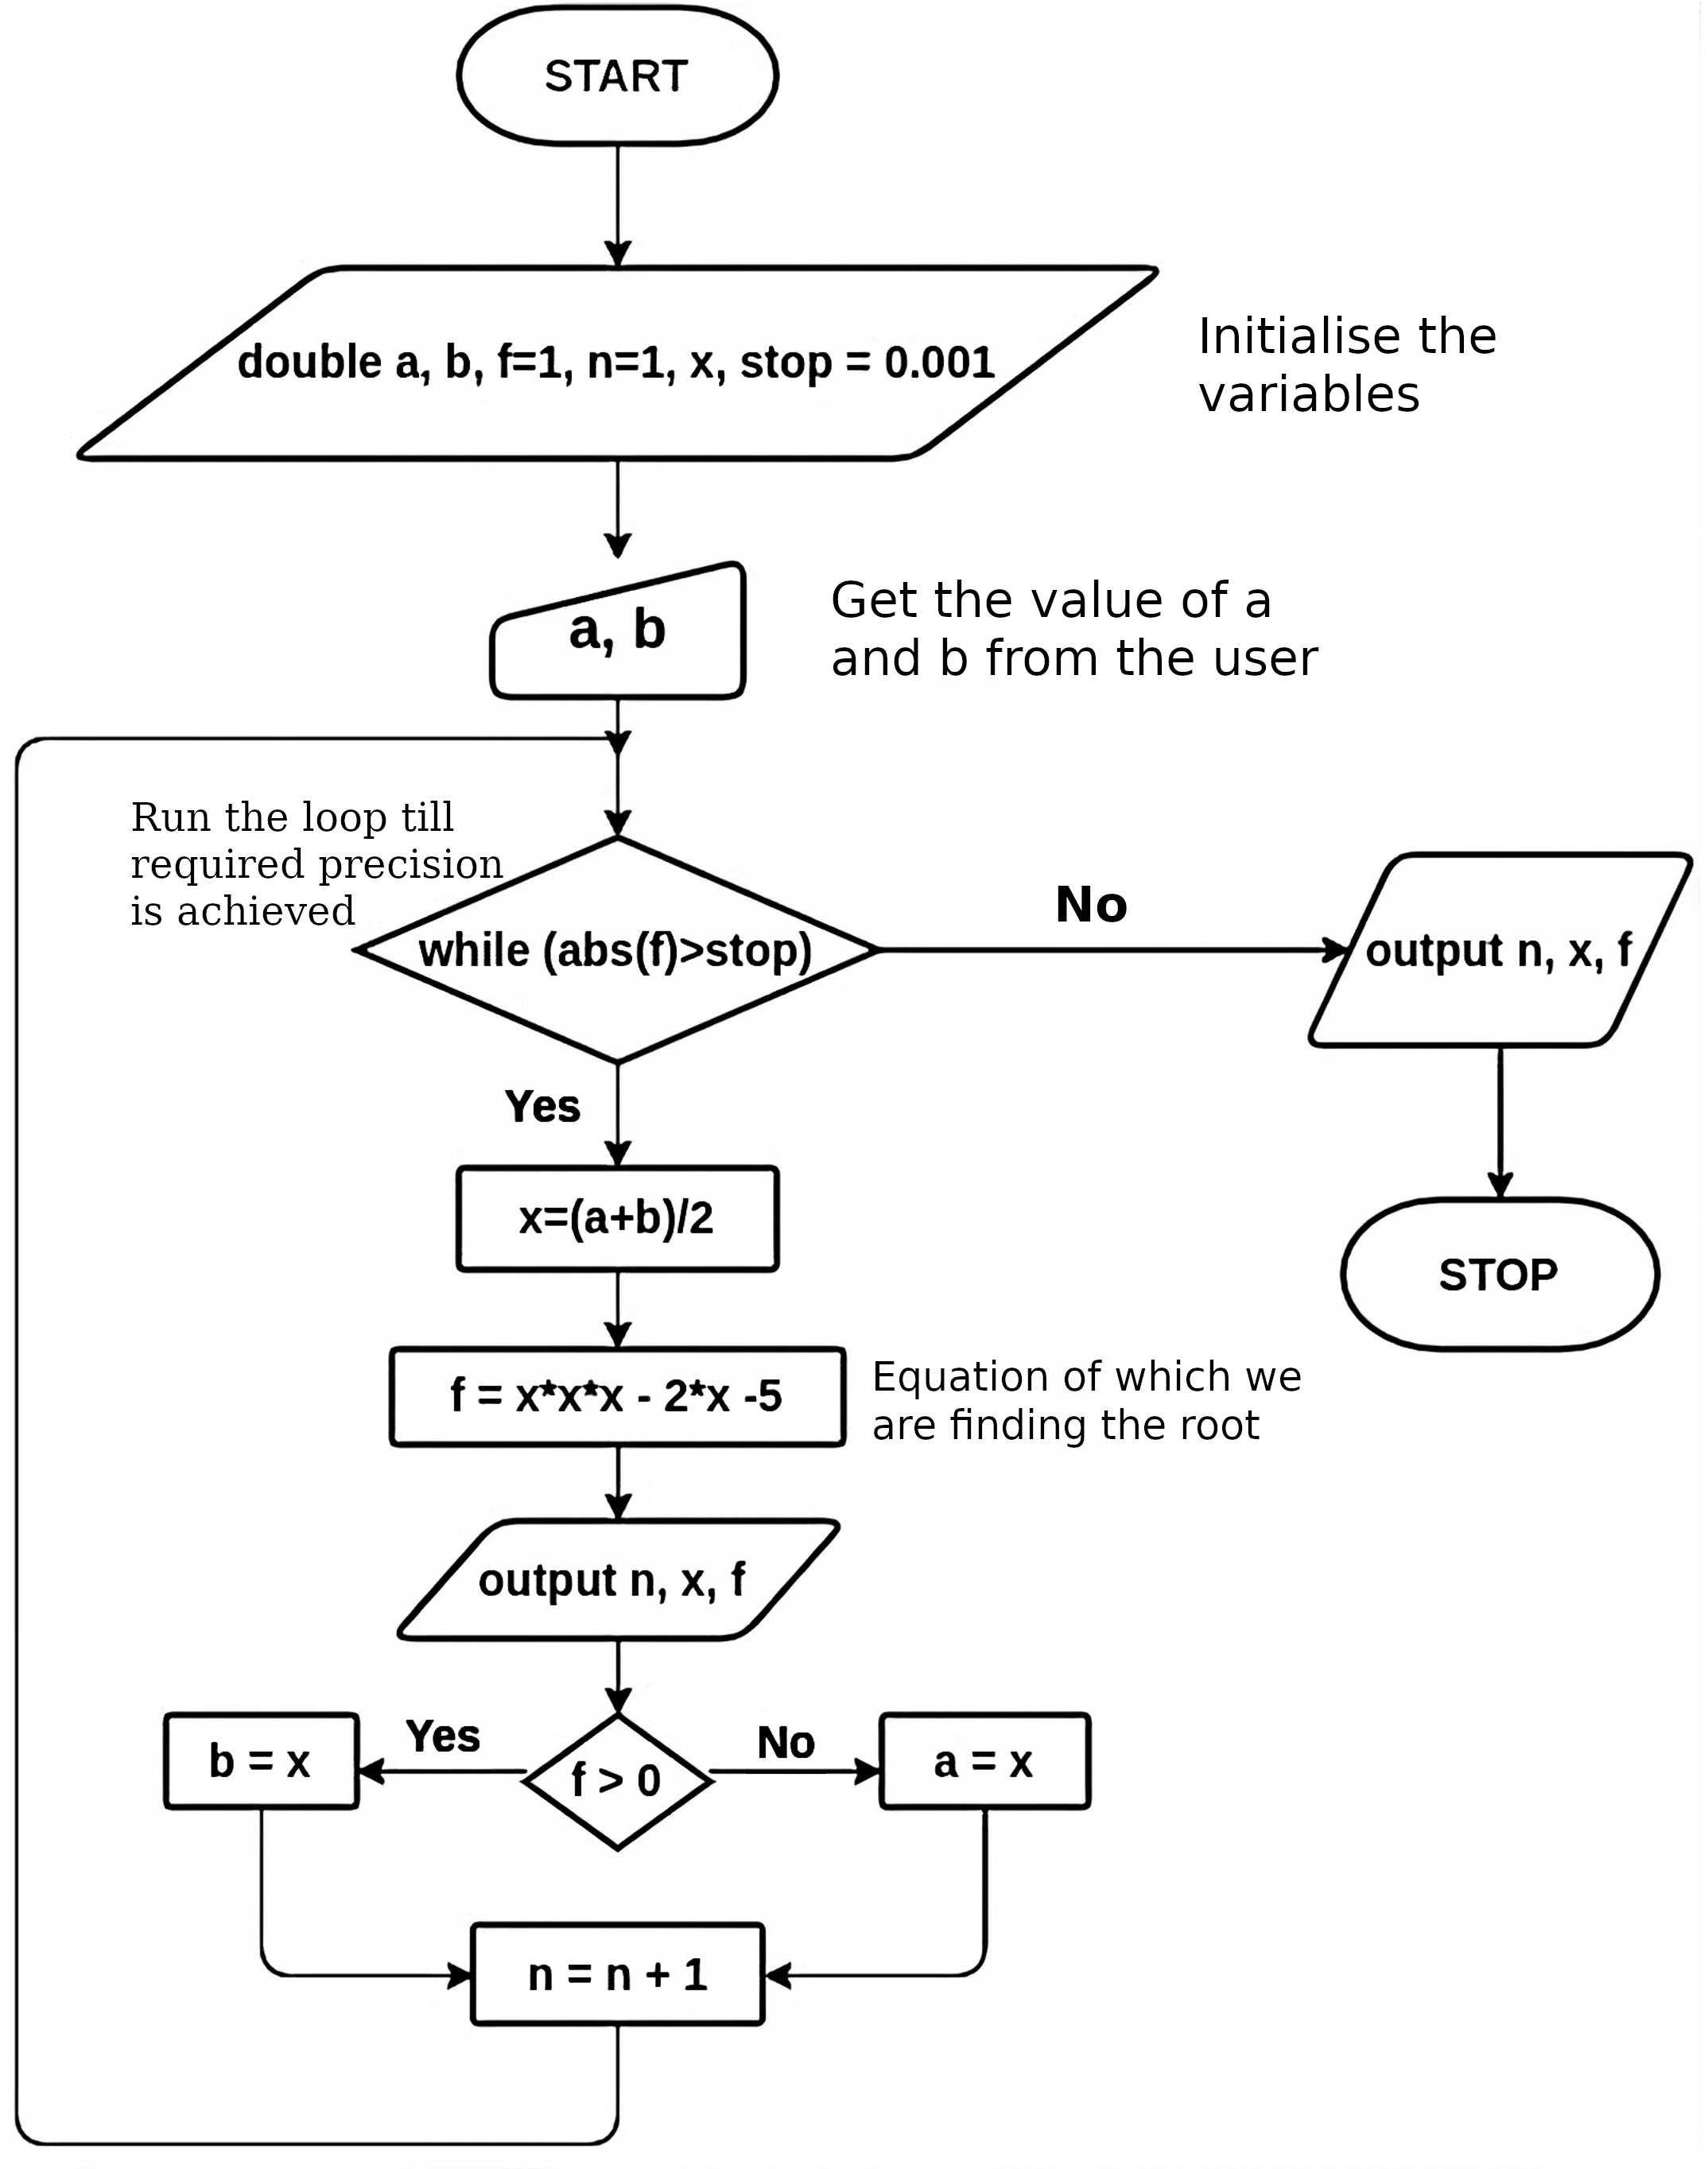 START
double a, b, f=1, n=1, x, stop = 0.001
Initialise the
variables
a, b
Get the value of a
and b from the user
Run the loop till
required precision
is achieved
while (abs(f)>stop)
No
output n, x, f
Yes
x=(a+b)/2
STOP
f = x*x*x - 2*x -5
Equation of which we
are finding the root
output n, x, f
b = x
Yes
f > 0
No
a = x
n = n + 1